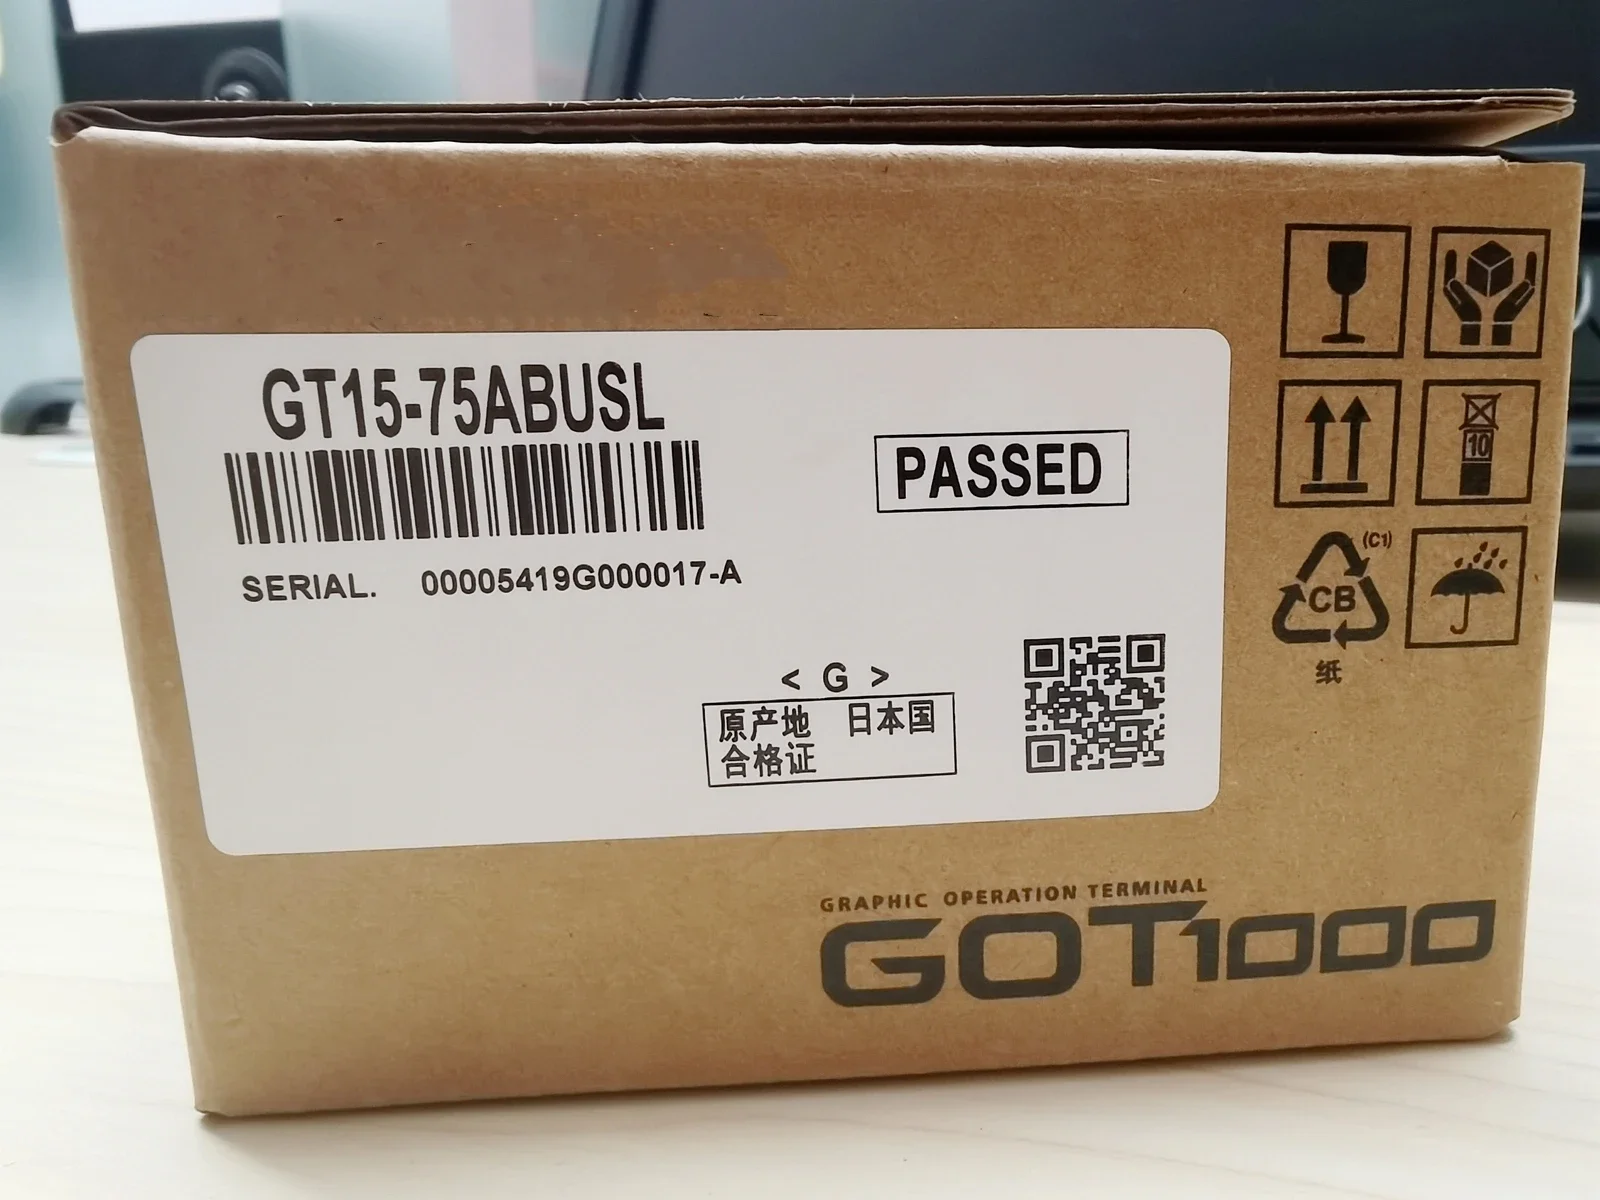 GT15-75ABUSL
PASSED
SERIAL. 00005419G000017-A
< G >
原产地 日本国
合格证
10
(C1)
CB
纸
GRAPHIC OPERATION TERMINAL
GOT1000